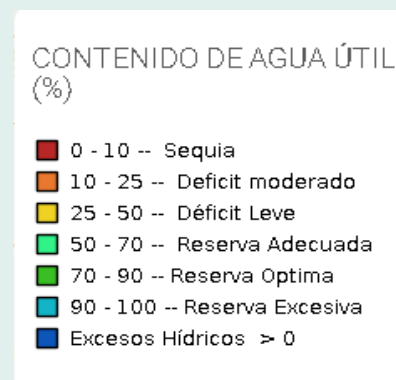 CONTENIDO DE AGUA ÚTIL
(%)
0 - 10 -- Sequia
10 - 25 -- Deficit moderado
25 - 50 -- Déficit Leve
50 - 70 -- Reserva Adecuada
70 - 90 -- Reserva Optima
90 - 100 -- Reserva Excesiva
Excesos Hídricos > 0